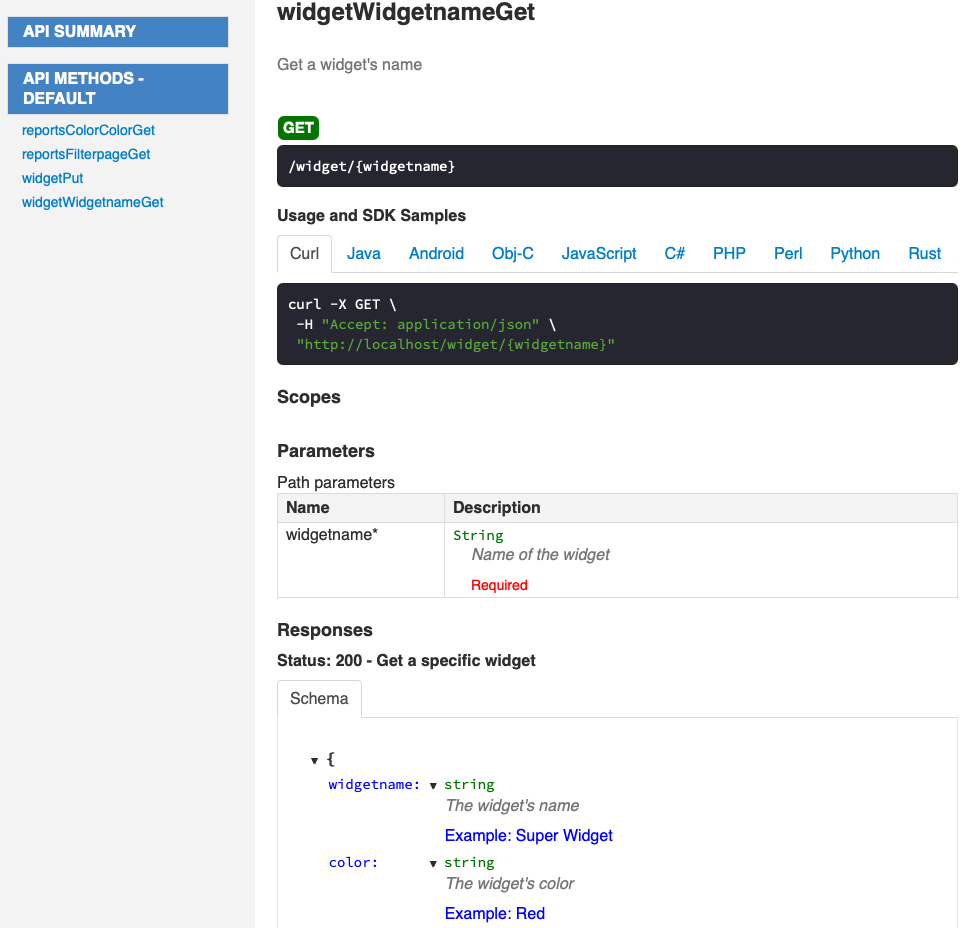 API SUMMARY
API METHODS -
DEFAULT
reportsColorColorGet
reportsFilterpageGet
widgetPut
widgetWidgetnameGet
widgetWidgetnameGet
Get a widget's name
GET
/widget/{widgetname}
Usage and SDK Samples
Curl Java Android Obj-C JavaScript C# PHP Perl Python Rust
curl -X GET \
-H "Accept: application/json" \
"http://localhost/widget/{widgetname}"
Scopes
Parameters
Path parameters
Name Description
widgetname* String
Name of the widget
Required
Responses
Status: 200 - Get a specific widget
Schema
▼ {
widgetname: ▼ string
The widget's name
Example: Super Widget
color: ▼ string
The widget's color
Example: Red